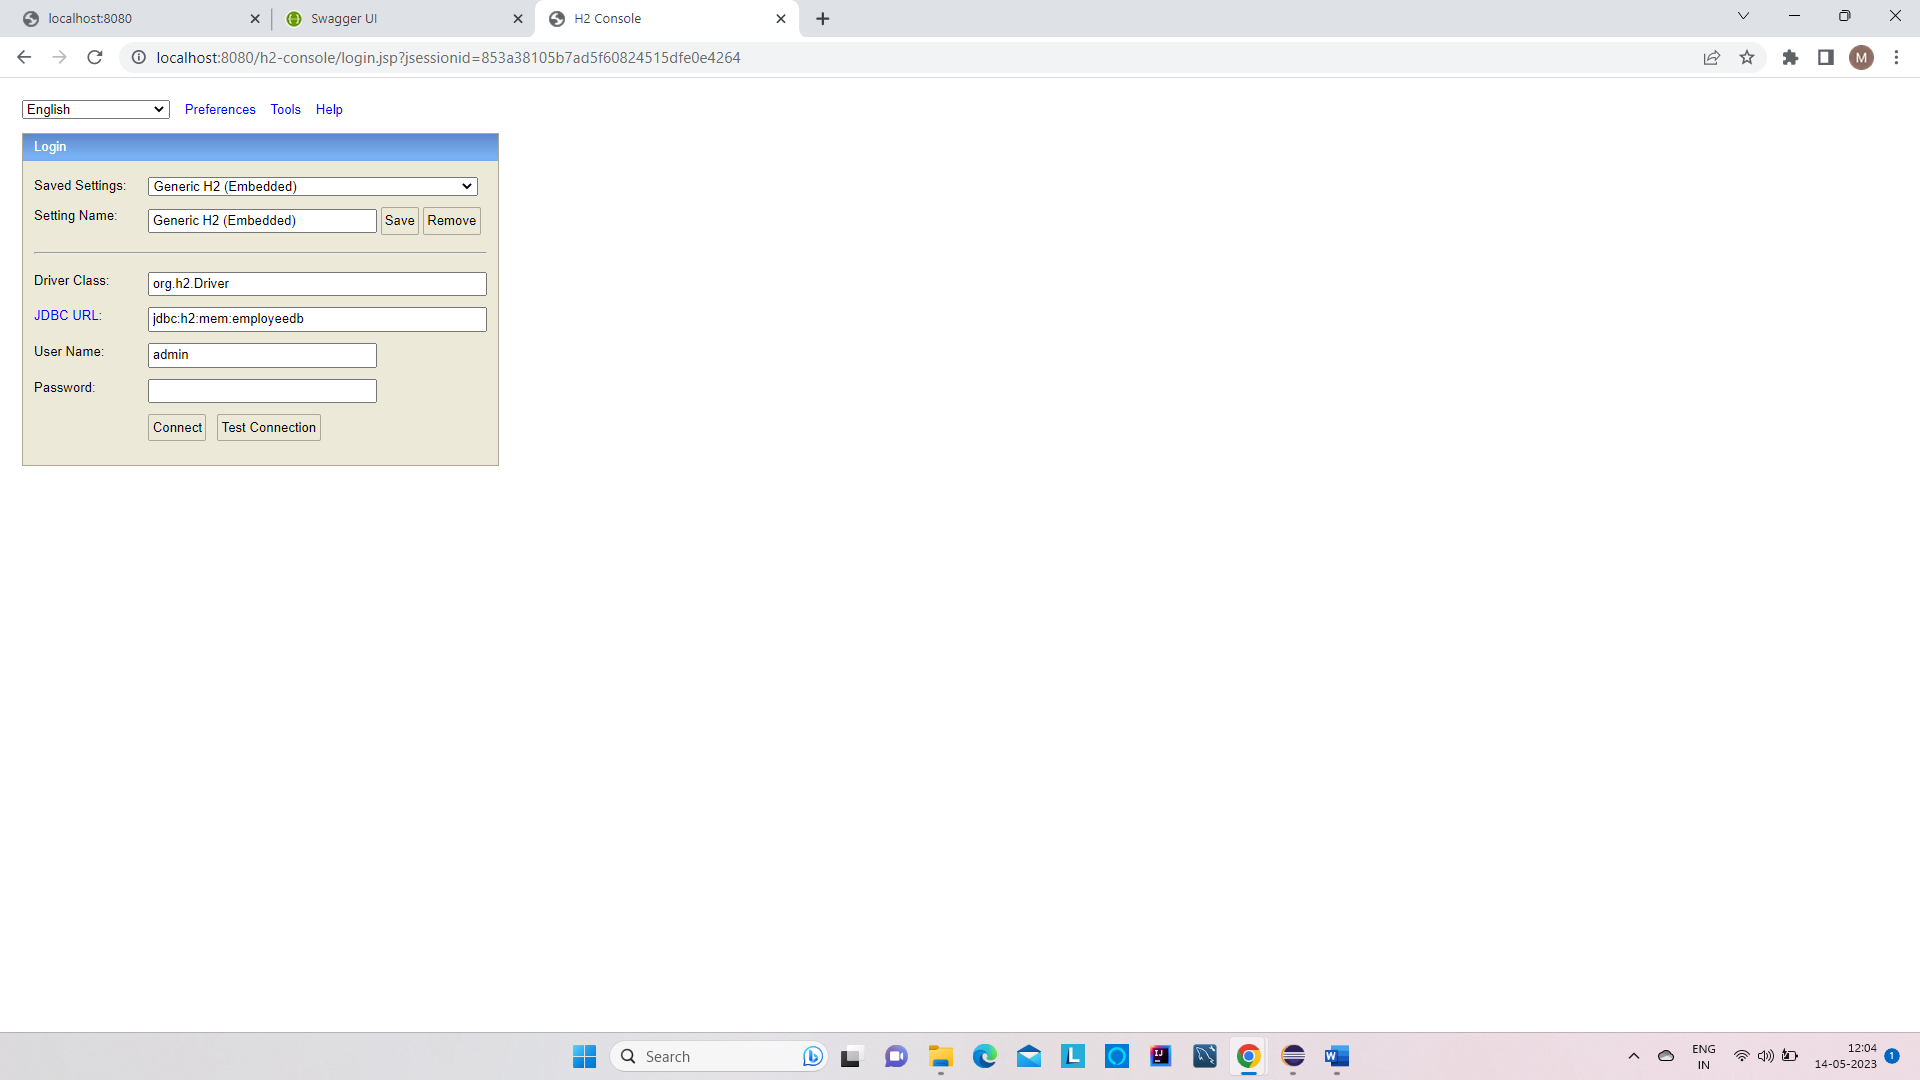 localhost:8080
Swagger UI
H2 Console
localhost:8080/h2-console/login.jsp?jsessionid=853a38105b7ad5f60824515dfe0e4264
M
English Preferences Tools Help
Login
Saved Settings: Generic H2 (Embedded)
Setting Name: Generic H2 (Embedded) Save Remove
Driver Class: org.h2.Driver
JDBC URL: jdbc:h2:mem:employeedb
User Name: admin
Password:
Connect Test Connection
Search
L
IJ
W
ENG
IN
12:04
14-05-2023
1